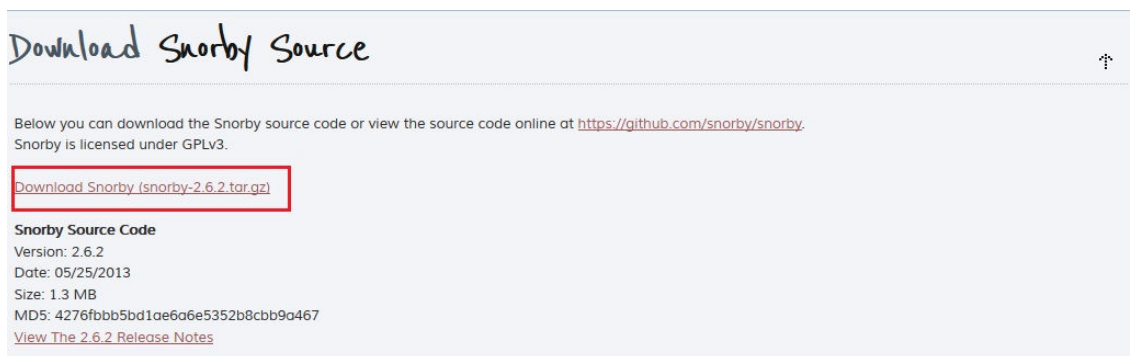 Download Snorby Source
Below you can download the Snorby source code or view the source code online at https://github.com/snorby/snorby.
Snorby is licensed under GPLv3.
Download Snorby (snorby-2.6.2.tar.gz)
Snorby Source Code
Version: 2.6.2
Date: 05/25/2013
Size: 1.3 MB
MD5: 4276fbbb5bd1ae6a6e5352b8cbb9a467
View The 2.6.2 Release Notes